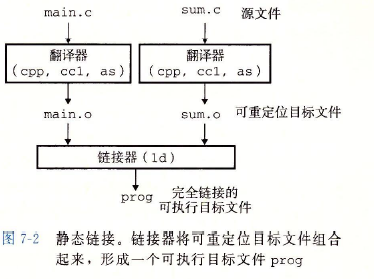 main.c sum.c 源文件
翻译器 翻译器
(cpp, cc1, as) (cpp, cc1, as)
main.o sum.o 可重定位目标文件
链接器(ld)
prog 完全链接的
可执行目标文件
图 7-2 静态链接。链接器将可重定位目标文件组合
起来，形成一个可执行目标文件 prog